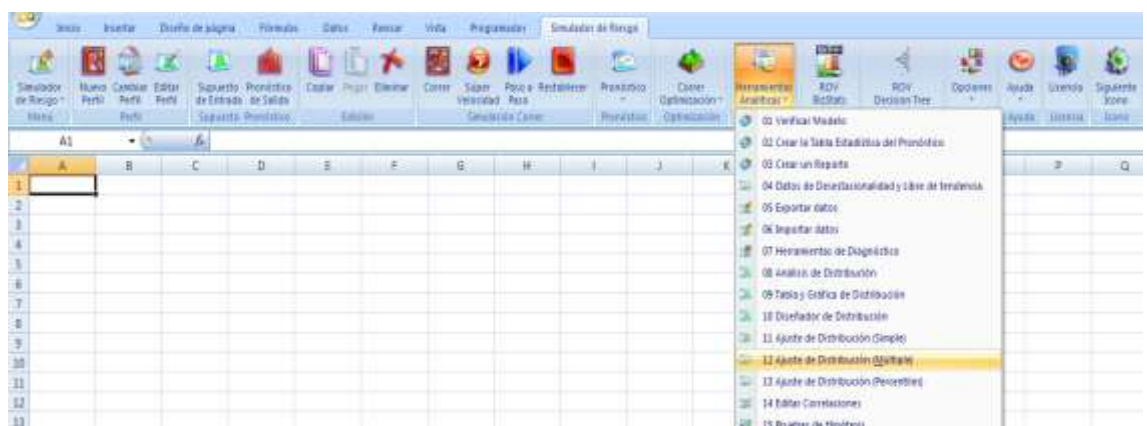 Inicio Insertar Diseño de página Fórmulas Datos Revisar Vista Programador Simulador de Riesgo
Simulador de Riesgo
Nuevo Perfil
Cambiar Perfil
Editar Perfil
Supuesto de Entrada
Pronóstico de Salida
Copiar
Pegar
Eliminar
Correr
Súper Velocidad
Paso a Paso
Restablecer
Pronóstico
Correr Optimización
Herramientas Analíticas
ROV BizStats
ROV Decision Tree
Opciones
Ayuda
Licencia
Siguiente Icono
Menú Perfil Supuesto Pronóstico Edición Simulación Correr Pronóstico Optimización Ayuda Licencia Icono
A1 fx
A B C D E F G H I J K P Q
1
2
3
4
5
6
7
8
9
10
11
12
13
01 Verificar Modelo
02 Crear la Tabla Estadística del Pronóstico
03 Crear un Reporte
04 Datos de Desestacionalidad y Libre de tendencia
05 Exportar datos
06 Importar datos
07 Herramientas de Diagnóstico
08 Análisis de Distribución
09 Tabla y Gráfica de Distribución
10 Diseñador de Distribución
11 Ajuste de Distribución (Simple)
12 Ajuste de Distribución (Múltiple)
13 Ajuste de Distribución (Percentiles)
14 Editar Correlaciones
15 Pruebas de Hipótesis